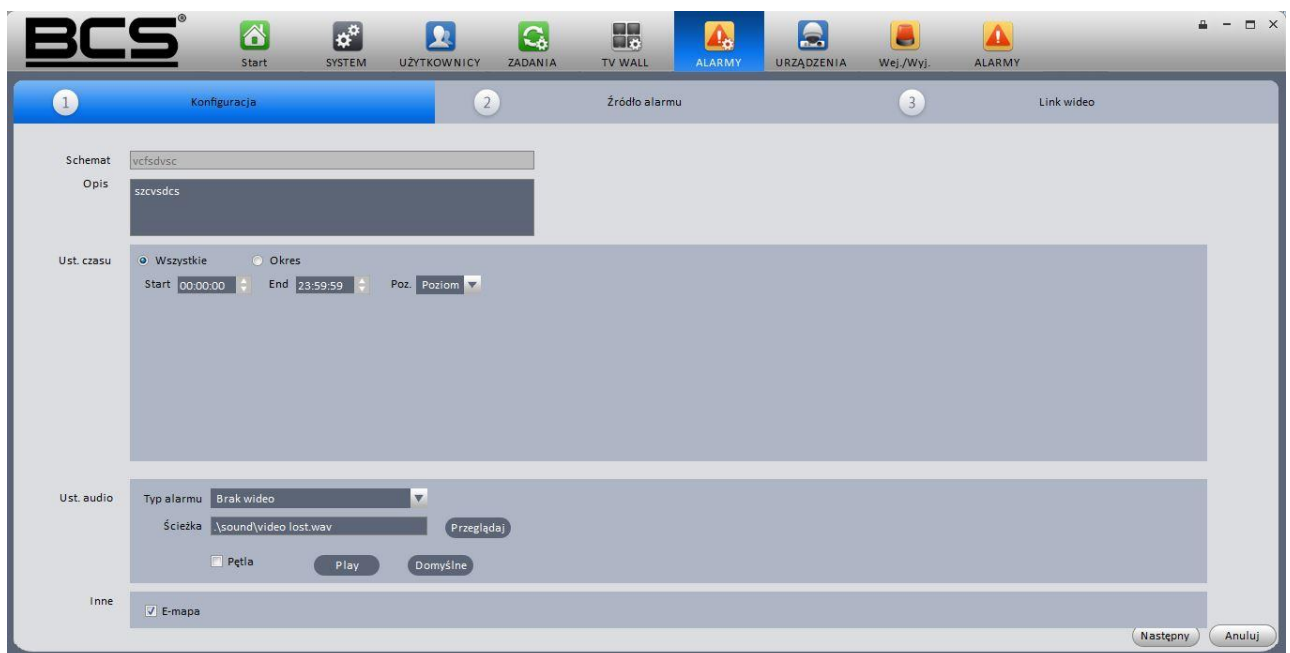 BCS®
Start SYSTEM UŻYTKOWNICY ZADANIA TV WALL ALARMY URZĄDZENIA Wej./Wyj. ALARMY
1 Konfiguracja 2 Źródło alarmu 3 Link wideo
Schemat vcfsdvsc
Opis szcvsdcs
Ust. czasu Wszystkie Okres
Start 00:00:00 End 23:59:59 Poz. Poziom
Ust. audio Typ alarmu Brak wideo
Ścieżka .\sound\video lost.wav Przeglądaj
Pętla Play Domyślne
Inne E-mapa
Następny Anuluj